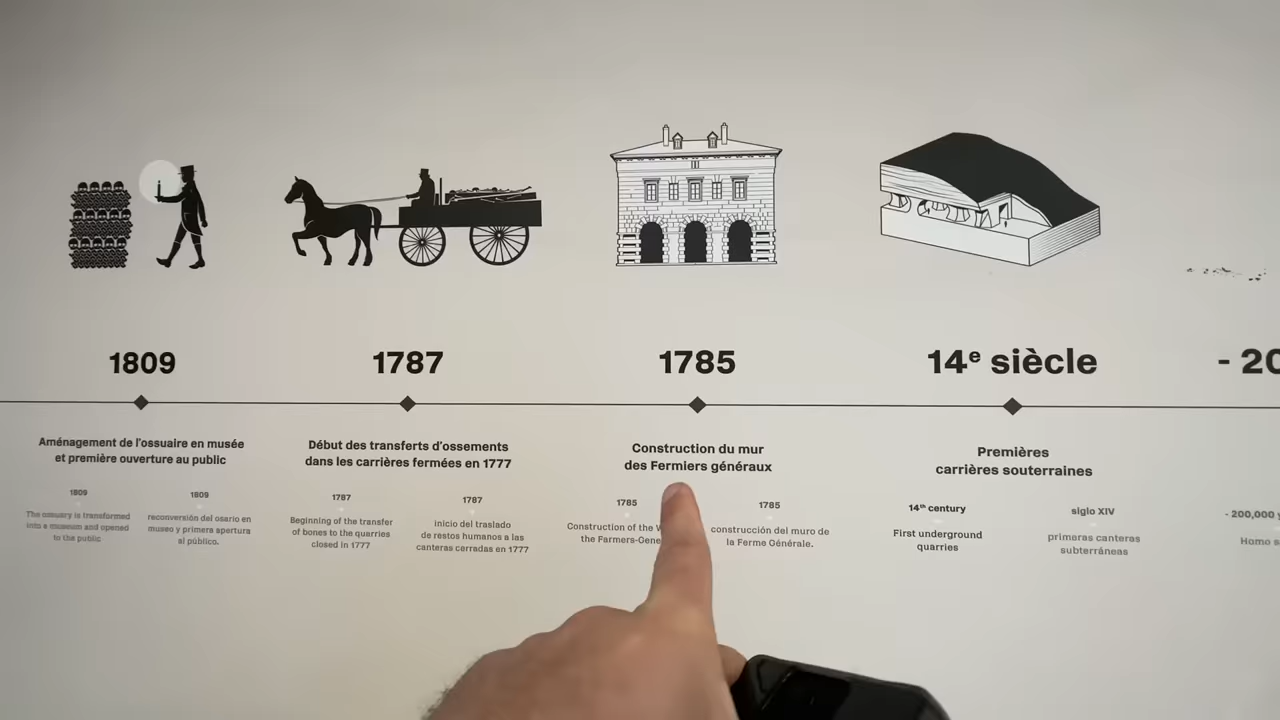 1809
Aménagement de l'ossuaire en musée
et première ouverture au public
1809
The ossuary is transformed
into a museum and opened
to the public
1809
reconversión del osario en
museo y primera apertura
al público.
1787
Début des transferts d'ossements
dans les carrières fermées en 1777
1787
Beginning of the transfer
of bones to the quarries
closed in 1777
1787
inicio del traslado
de restos humanos a las
canteras cerradas en 1777
1785
Construction du mur
des Fermiers généraux
1785
Construction of the W
the Farmers-Gene
1785
construcción del muro de
la Ferme Générale.
14e siècle
Premières
carrières souterraines
14th century
First underground
quarries
siglo XIV
primeras canteras
subterráneas
- 20
- 200,000
Homo s